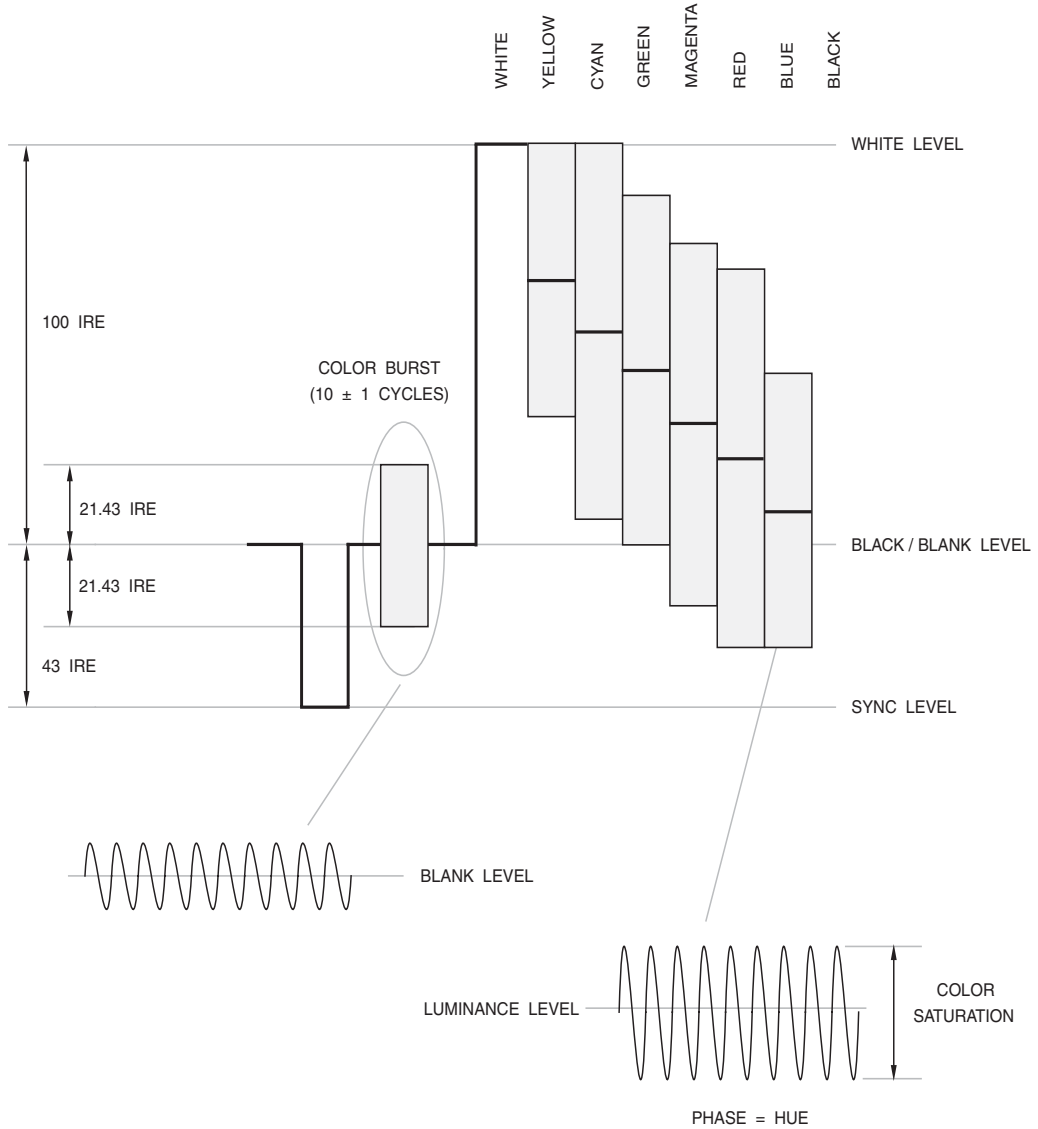 WHITE
YELLOW
CYAN
GREEN
MAGENTA
RED
BLUE
BLACK
WHITE LEVEL
100 IRE
COLOR BURST
(10 ± 1 CYCLES)
21.43 IRE
BLACK / BLANK LEVEL
21.43 IRE
43 IRE
SYNC LEVEL
BLANK LEVEL
LUMINANCE LEVEL
COLOR
SATURATION
PHASE = HUE